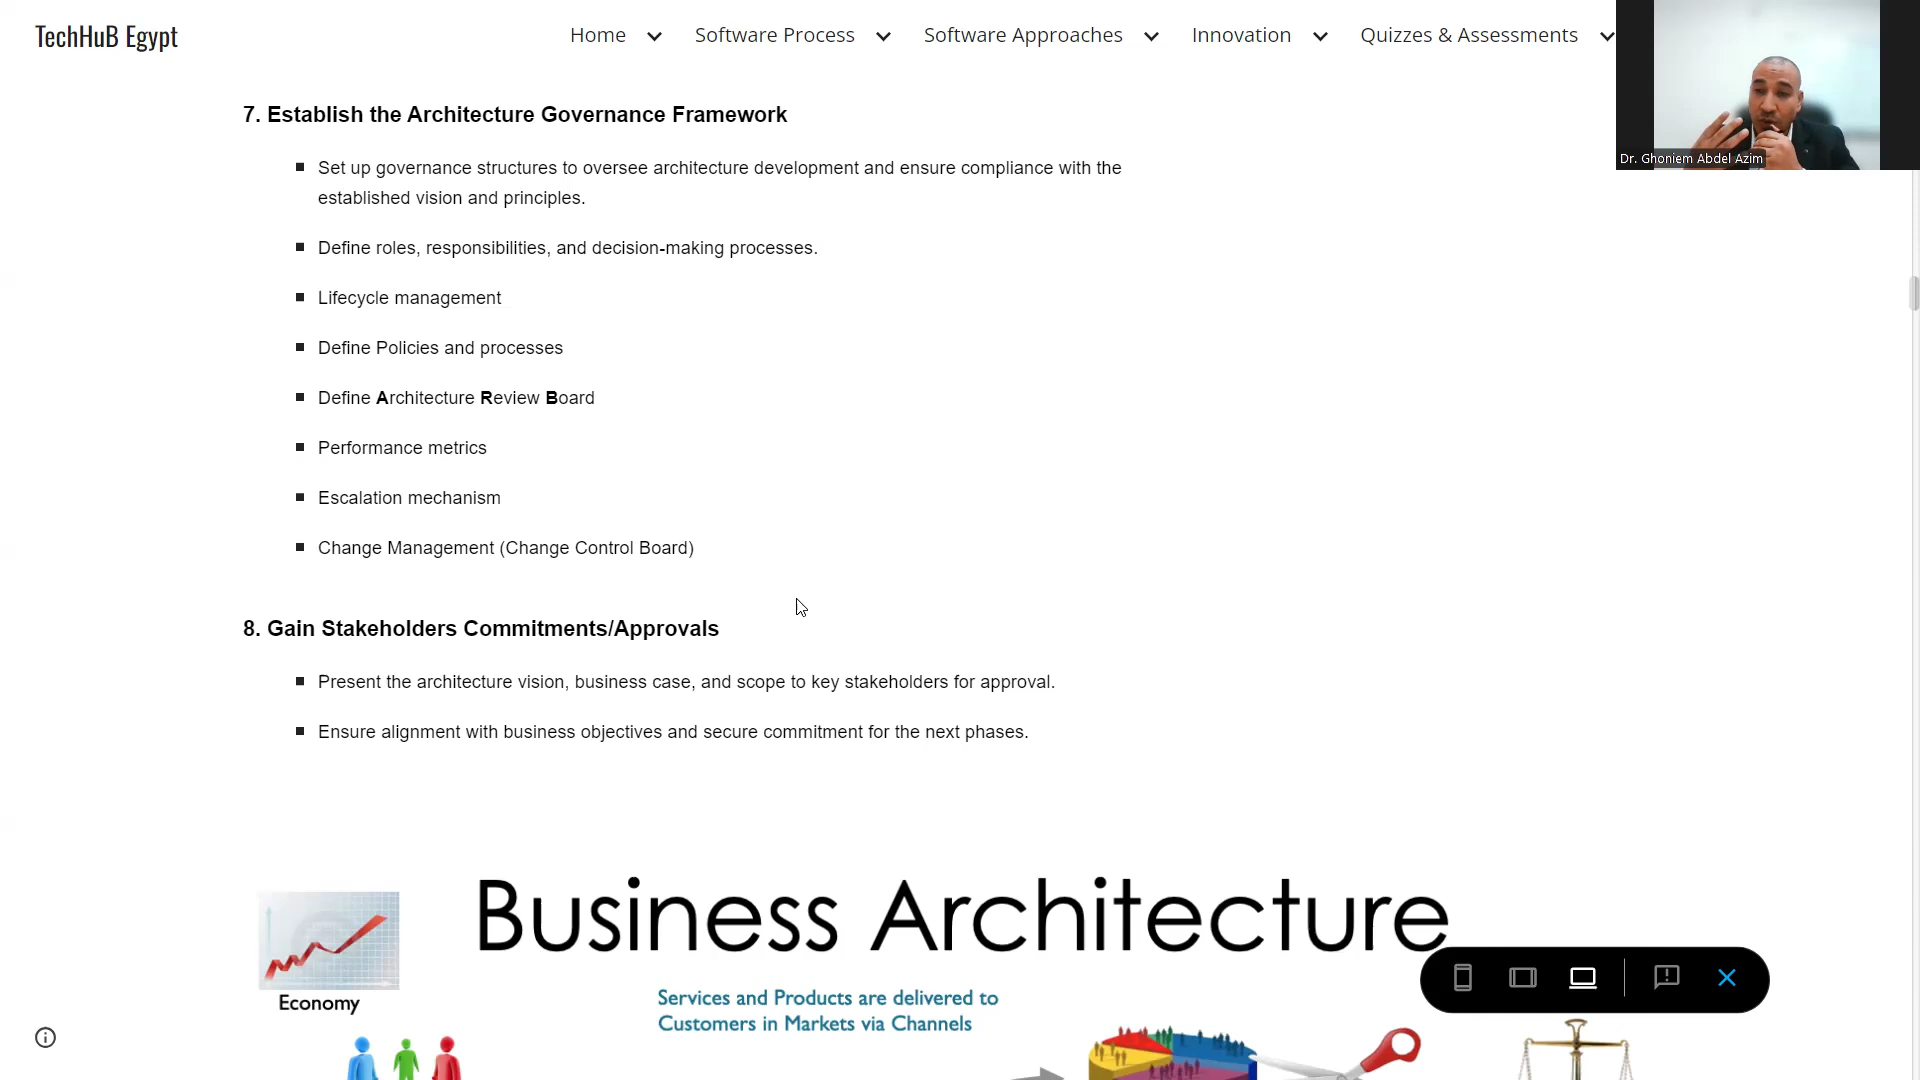 TechHuB Egypt
Home
Software Process
Software Approaches
Innovation
Quizzes & Assessments
Dr. Ghoniem Abdel Azim
7. Establish the Architecture Governance Framework
Set up governance structures to oversee architecture development and ensure compliance with the
established vision and principles.
Define roles, responsibilities, and decision-making processes.
Lifecycle management
Define Policies and processes
Define Architecture Review Board
Performance metrics
Escalation mechanism
Change Management (Change Control Board)
8. Gain Stakeholders Commitments/Approvals
Present the architecture vision, business case, and scope to key stakeholders for approval.
Ensure alignment with business objectives and secure commitment for the next phases.
Business Architecture
Economy
Services and Products are delivered to
Customers in Markets via Channels